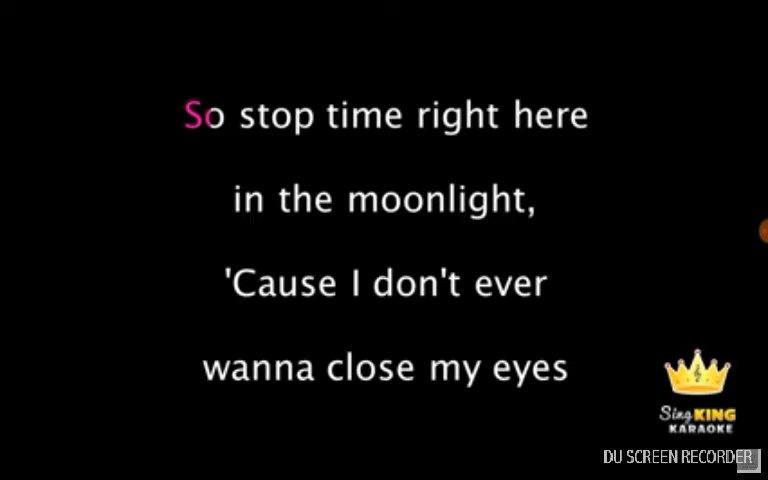 So stop time right here
in the moonlight,
'Cause I don't ever
wanna close my eyes
Sing KING
KARAOKE
DU SCREEN RECORDER